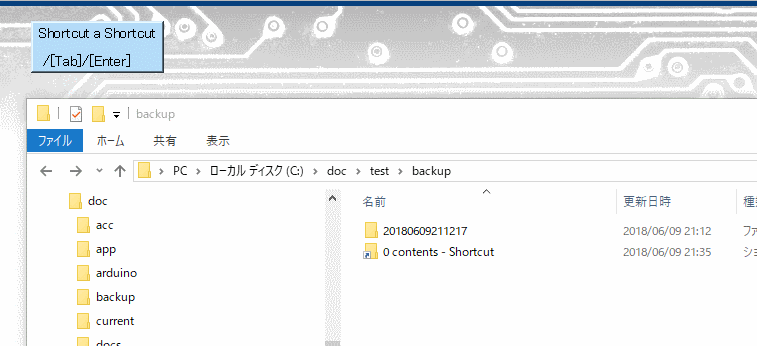 Shortcut a Shortcut
/[Tab]/[Enter]
backup
ファイル ホーム 共有 表示
PC ローカル ディスク (C:) doc test backup
doc
acc
app
arduino
backup
current
docs
名前 更新日時 種
20180609211217 2018/06/09 21:12 ファ
0 contents - Shortcut 2018/06/09 21:35 ショ